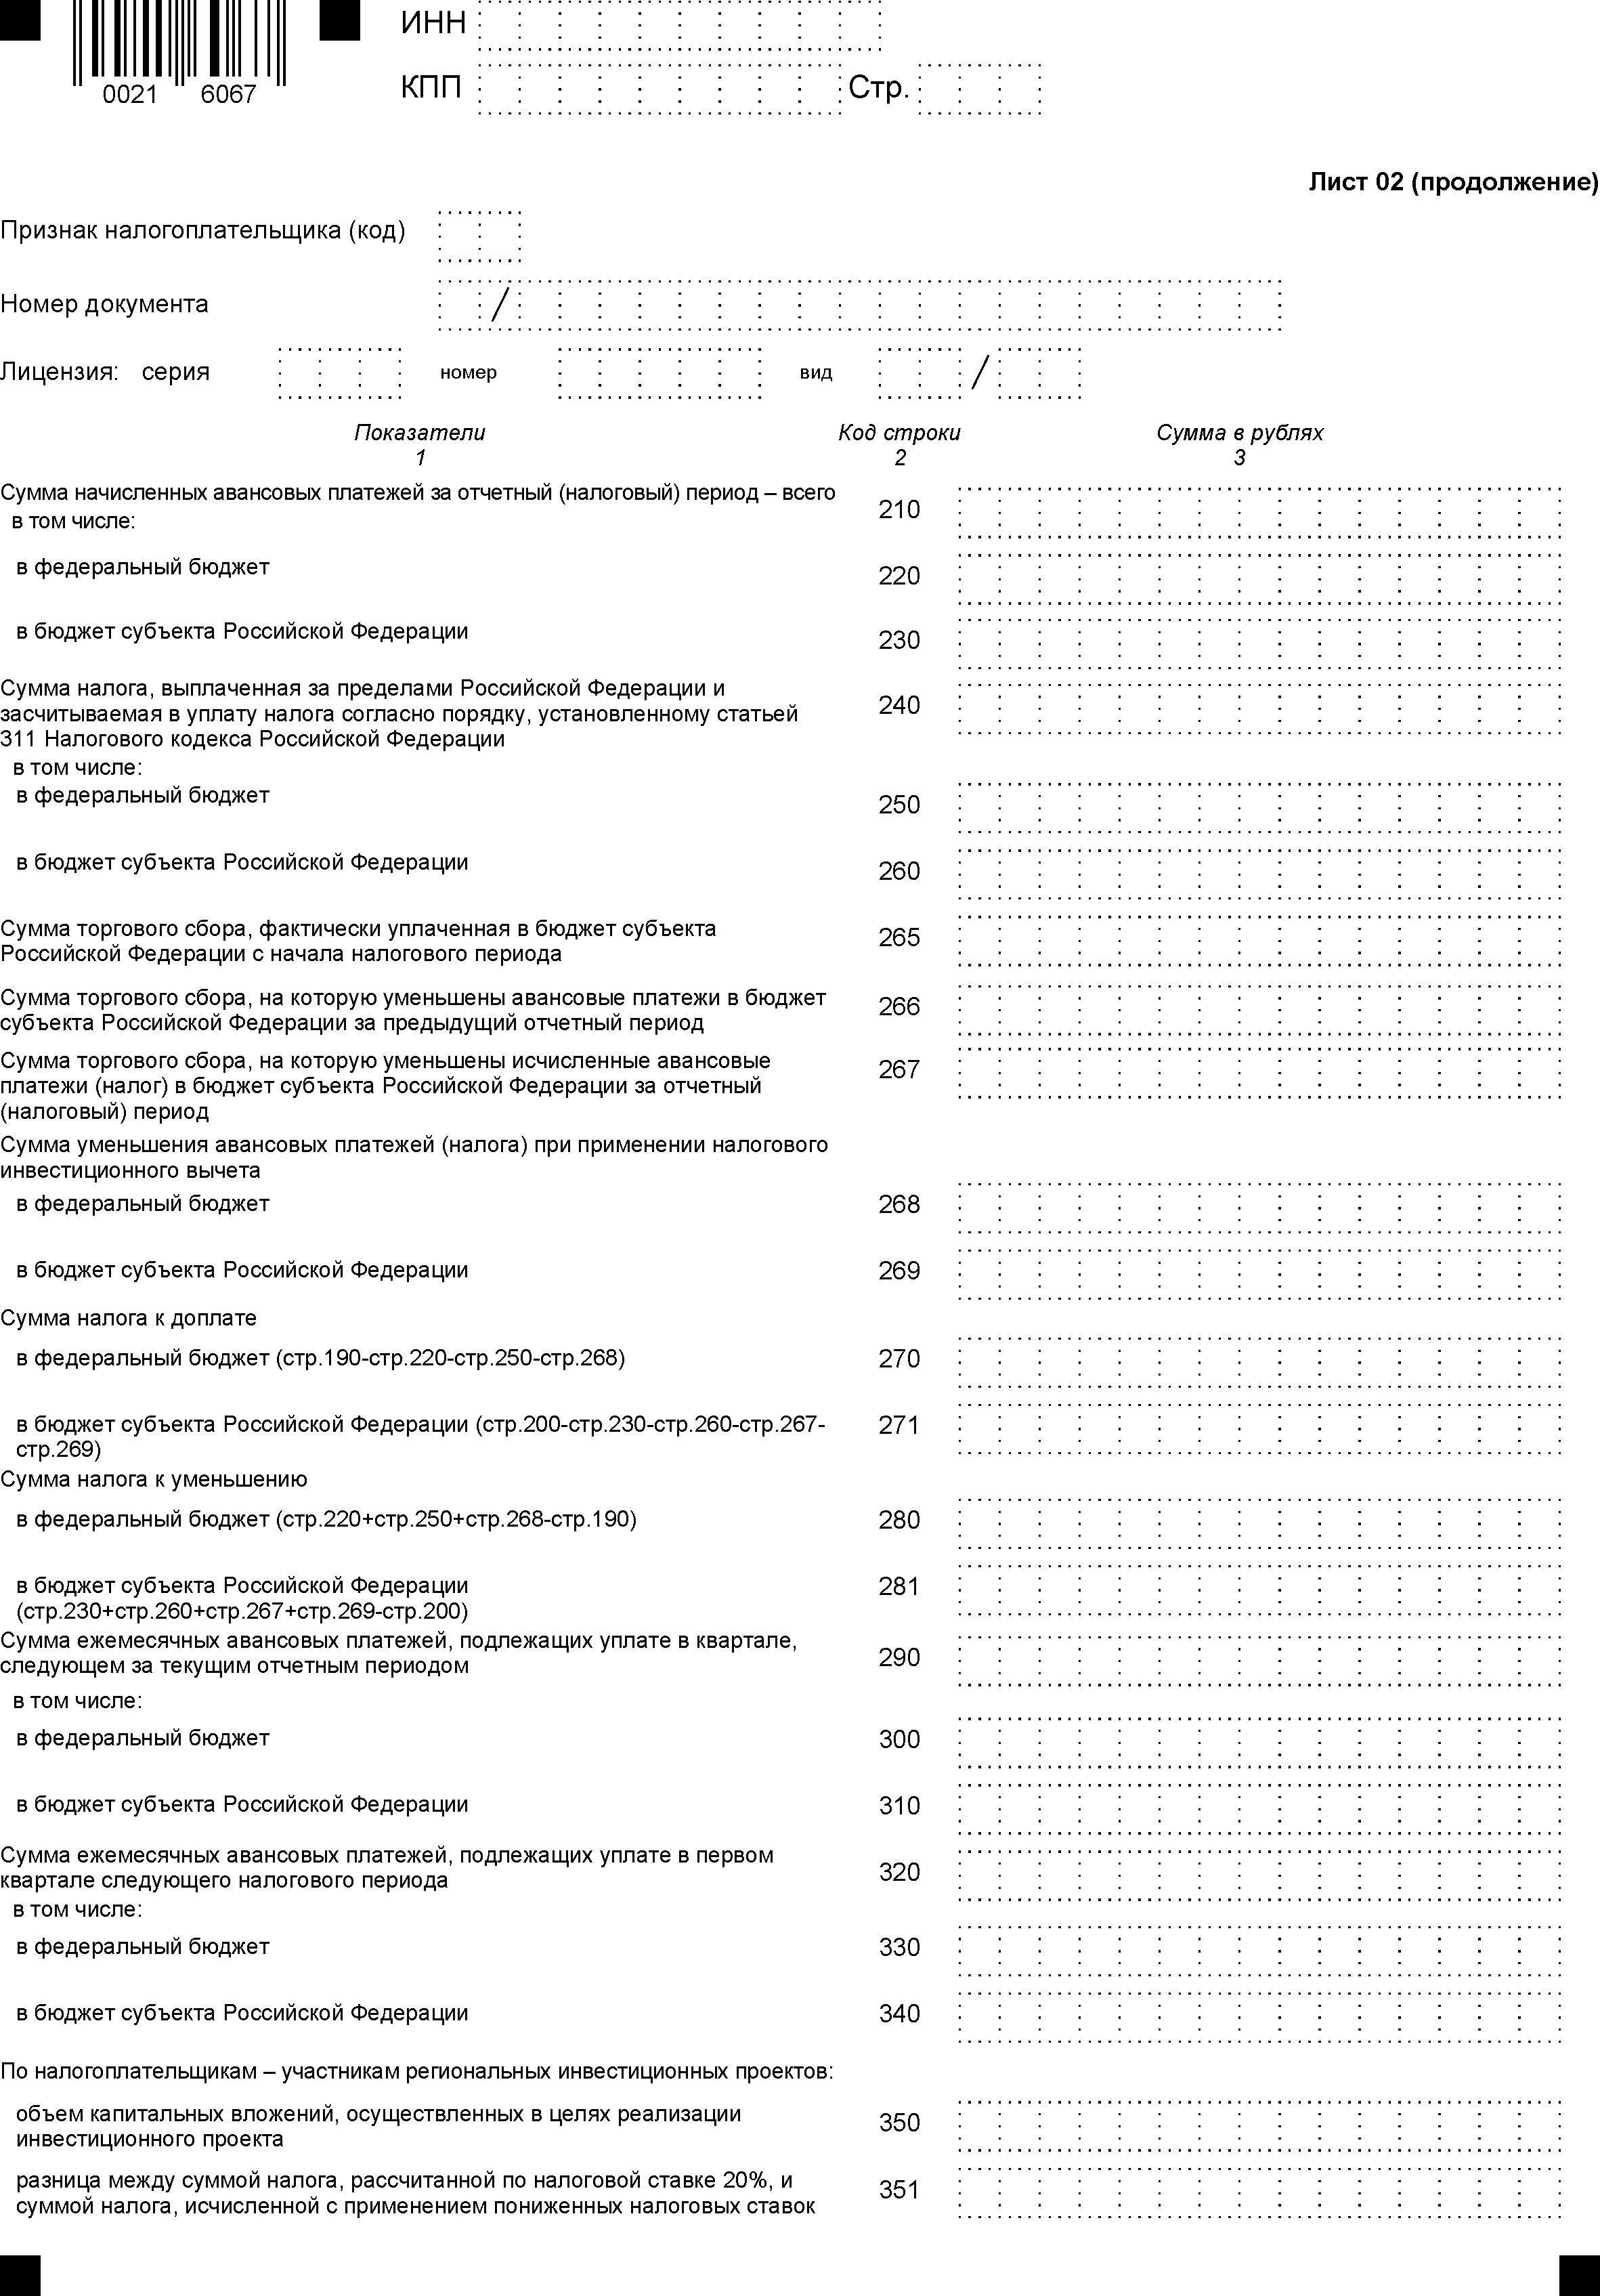 ИНН
0021 6067
КПП Стр.
Лист 02 (продолжение)
Признак налогоплательщика (код)
Номер документа /
Лицензия: серия номер вид /
Показатели Код строки Сумма в рублях
1 2 3
Сумма начисленных авансовых платежей за отчетный (налоговый) период – всего 210
в том числе:
в федеральный бюджет 220
в бюджет субъекта Российской Федерации 230
Сумма налога, выплаченная за пределами Российской Федерации и
засчитываемая в уплату налога согласно порядку, установленному статьей 240
311 Налогового кодекса Российской Федерации
в том числе:
в федеральный бюджет 250
в бюджет субъекта Российской Федерации 260
Сумма торгового сбора, фактически уплаченная в бюджет субъекта 265
Российской Федерации с начала налогового периода
Сумма торгового сбора, на которую уменьшены авансовые платежи в бюджет 266
субъекта Российской Федерации за предыдущий отчетный период
Сумма торгового сбора, на которую уменьшены исчисленные авансовые 267
платежи (налог) в бюджет субъекта Российской Федерации за отчетный
(налоговый) период
Сумма уменьшения авансовых платежей (налога) при применении налогового
инвестиционного вычета
в федеральный бюджет 268
в бюджет субъекта Российской Федерации 269
Сумма налога к доплате
в федеральный бюджет (стр.190-стр.220-стр.250-стр.268) 270
в бюджет субъекта Российской Федерации (стр.200-стр.230-стр.260-стр.267- 271
стр.269)
Сумма налога к уменьшению
в федеральный бюджет (стр.220+стр.250+стр.268-стр.190) 280
в бюджет субъекта Российской Федерации 281
(стр.230+стр.260+стр.267+стр.269-стр.200)
Сумма ежемесячных авансовых платежей, подлежащих уплате в квартале, 290
следующем за текущим отчетным периодом
в том числе:
в федеральный бюджет 300
в бюджет субъекта Российской Федерации 310
Сумма ежемесячных авансовых платежей, подлежащих уплате в первом 320
квартале следующего налогового периода
в том числе:
в федеральный бюджет 330
в бюджет субъекта Российской Федерации 340
По налогоплательщикам – участникам региональных инвестиционных проектов:
объем капитальных вложений, осуществленных в целях реализации 350
инвестиционного проекта
разница между суммой налога, рассчитанной по налоговой ставке 20%, и 351
суммой налога, исчисленной с применением пониженных налоговых ставок